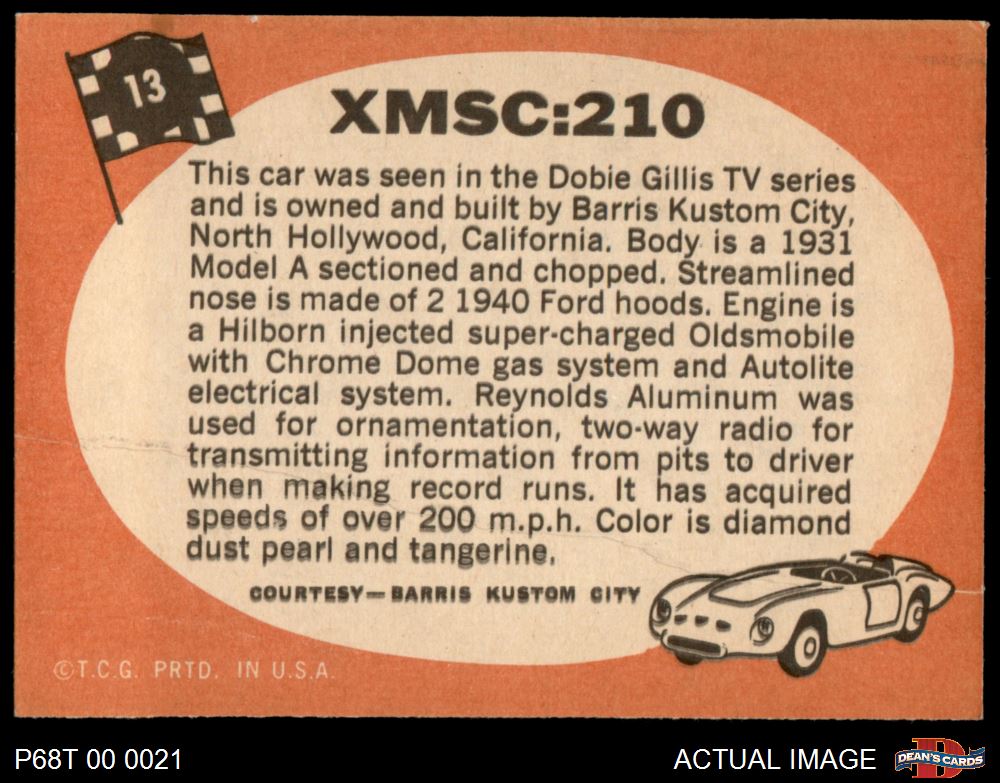 13
XMSC:210
This car was seen in the Dobie Gillis TV series
and is owned and built by Barris Kustom City,
North Hollywood, California. Body is a 1931
Model A sectioned and chopped. Streamlined
nose is made of 2 1940 Ford hoods. Engine is
a Hilborn injected super-charged Oldsmobile
with Chrome Dome gas system and Autolite
electrical system. Reynolds Aluminum was
used for ornamentation, two-way radio for
transmitting information from pits to driver
when making record runs. It has acquired
speeds of over 200 m.p.h. Color is diamond
dust pearl and tangerine.
COURTESY—BARRIS KUSTOM CITY
©T.C.G. PRTD. IN U.S.A.
P68T 00 0021
ACTUAL IMAGE
D
DEAN'S CARDS